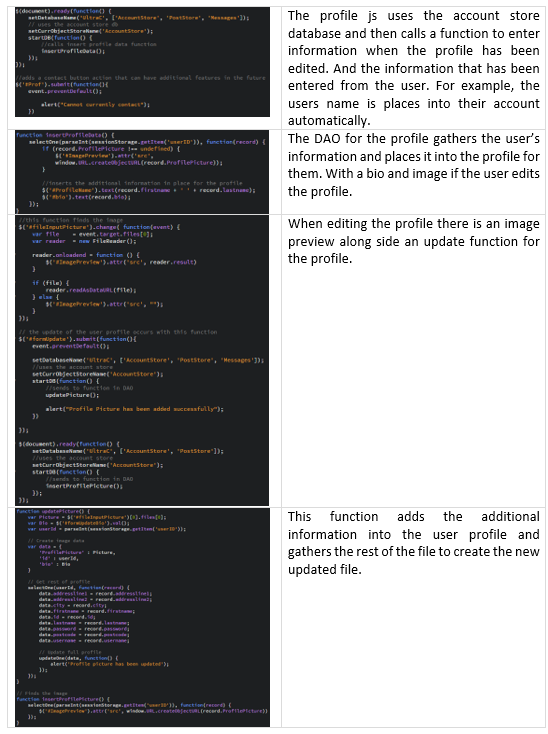 $(document).ready(function() {
setDatabaseName('UltraC', ['AccountStore', 'PostStore', 'Messages']);
// uses the account store db
setCurrObjectStoreName('AccountStore');
startDB(function() {
//calls insert profile data function
insertProfileData();
});
});
//adds a contact button action that can have additional features in the future
$('#Prof').submit(function(){
event.preventDefault();
alert("Cannot currently contact");
})
The profile js uses the account store
database and then calls a function to enter
information when the profile has been
edited. And the information that has been
entered from the user. For example, the
users name is places into their account
automatically.
function insertProfileData() {
selectOne(parseInt(sessionStorage.getItem('userID')), function(record) {
if (record.ProfilePicture !== undefined) {
$('#ImagePreview').attr('src',
window.URL.createObjectURL(record.ProfilePicture));
}
//inserts the additional information in place for the profile
$('#ProfileName').text(record.firstname + ' ' + record.lastname);
$('#bio').text(record.bio);
});
}
The DAO for the profile gathers the user's
information and places it into the profile for
them. With a bio and image if the user edits
the profile.
//this function finds the image
$('#fileInputPicture').change( function(event) {
var file = event.target.files[0];
var reader = new FileReader();
reader.onloadend = function () {
$('#ImagePreview').attr('src', reader.result)
}
if (file) {
reader.readAsDataURL(file);
} else {
$('#ImagePreview').attr('src', "");
}
});
// the update of the user profile occurs with this function
$('#formUpdate').submit(function(){
event.preventDefault();
setDatabaseName('UltraC', ['AccountStore', 'PostStore', 'Messages']);
//uses the account store
setCurrObjectStoreName('AccountStore');
startDB(function() {
//sends to function in DAO
updatePicture();
alert("Profile Picture has been added successfully");
})
});
$(document).ready(function() {
setDatabaseName('UltraC', ['AccountStore', 'PostStore']);
//uses the account store
setCurrObjectStoreName('AccountStore');
startDB(function() {
//sends to function in DAO
insertProfilePicture();
});
});
When editing the profile there is an image
preview along side an update function for
the profile.
function updatePicture() {
var Picture = $('#fileInputPicture')[0].files[0];
var Bio = $('#formUpdateBio').val();
var userId = parseInt(sessionStorage.getItem('userID'));
// Create image data
var data = {
'ProfilePicture' : Picture,
'id' : userId,
'bio' : Bio
}
// Get rest of profile
selectOne(userId, function(record) {
data.addressline1 = record.addressline1;
data.addressline2 = record.addressline2;
data.city = record.city;
data.firstname = record.firstname;
data.id = record.id;
data.lastname = record.lastname;
data.password = record.password;
data.postcode = record.postcode;
data.username = record.username;
// Update full profile
updateOne(data, function() {
alert('Profile picture has been updated');
});
});
}
// Finds the image
function insertProfilePicture() {
selectOne(parseInt(sessionStorage.getItem('userID')), function(record) {
$('#ImagePreview').attr('src', window.URL.createObjectURL(record.ProfilePicture))
});
}
This function adds the additional
information into the user profile and
gathers the rest of the file to create the new
updated file.